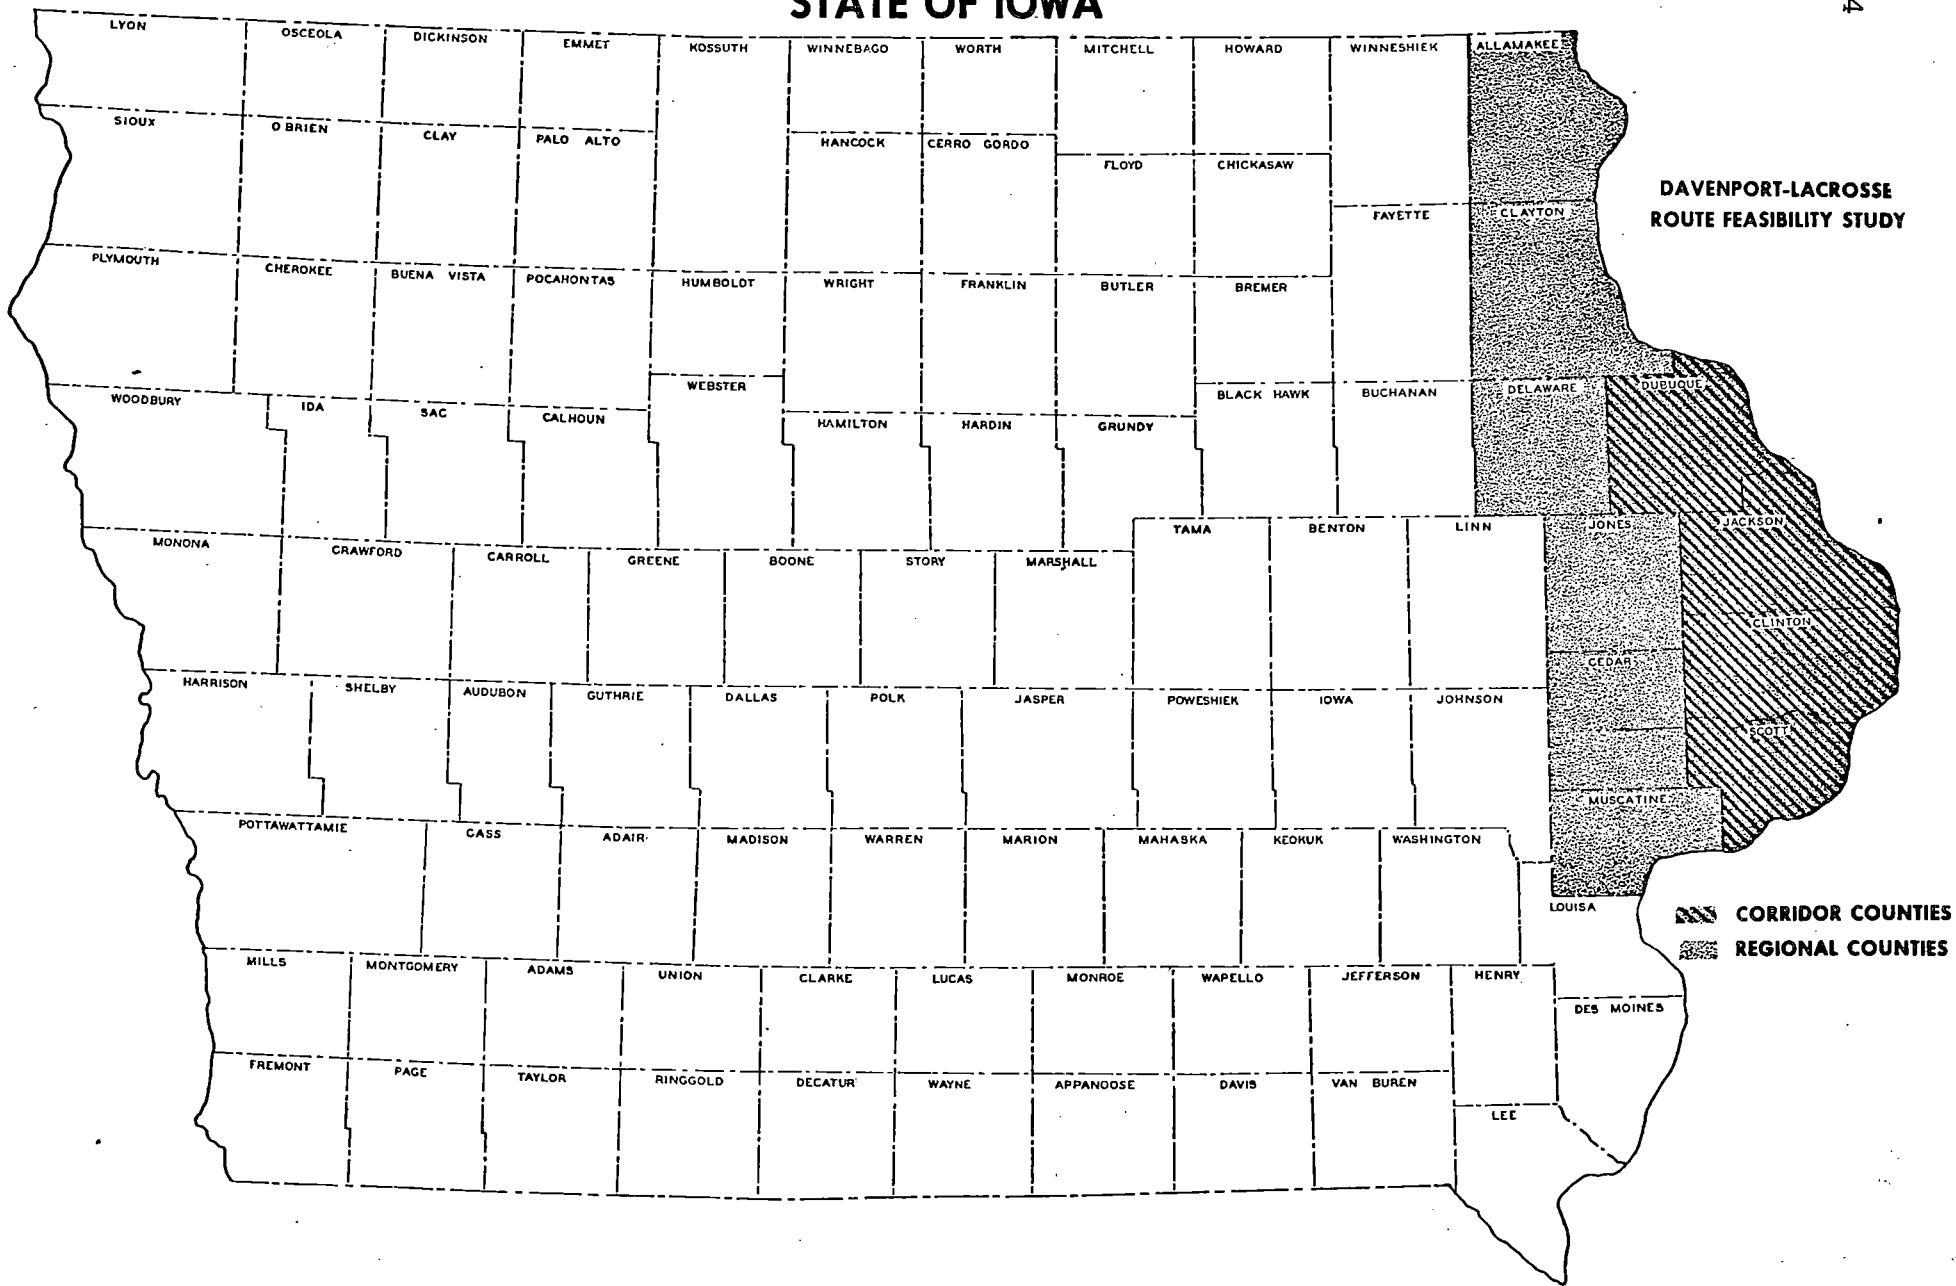 STATE OF IOWA
4
LYON
OSCEOLA
DICKINSON
EMMET
KOSSUTH
WINNEBAGO
WORTH
MITCHELL
HOWARD
WINNESHIEK
ALLAMAKEE
SIOUX
O BRIEN
CLAY
PALO ALTO
HANCOCK
CERRO GORDO
FLOYD
CHICKASAW
FAYETTE
CLAYTON
DAVENPORT-LACROSSE
ROUTE FEASIBILITY STUDY
PLYMOUTH
CHEROKEE
BUENA VISTA
POCAHONTAS
HUMBOLDT
WRIGHT
FRANKLIN
BUTLER
BREMER
WOODBURY
IDA
SAC
CALHOUN
WEBSTER
HAMILTON
HARDIN
GRUNDY
BLACK HAWK
BUCHANAN
DELAWARE
DUBUQUE
MONONA
CRAWFORD
CARROLL
GREENE
BOONE
STORY
MARSHALL
TAMA
BENTON
LINN
JONES
JACKSON
CLINTON
CEDAR
HARRISON
SHELBY
AUDUBON
GUTHRIE
DALLAS
POLK
JASPER
POWESHIEK
IOWA
JOHNSON
SCOTT
MUSCATINE
POTTAWATTAMIE
CASS
ADAIR
MADISON
WARREN
MARION
MAHASKA
KEOKUK
WASHINGTON
LOUISA
CORRIDOR COUNTIES
REGIONAL COUNTIES
MILLS
MONTGOMERY
ADAMS
UNION
CLARKE
LUCAS
MONROE
WAPELLO
JEFFERSON
HENRY
DES MOINES
FREMONT
PAGE
TAYLOR
RINGGOLD
DECATUR
WAYNE
APPANOOSE
DAVIS
VAN BUREN
LEE